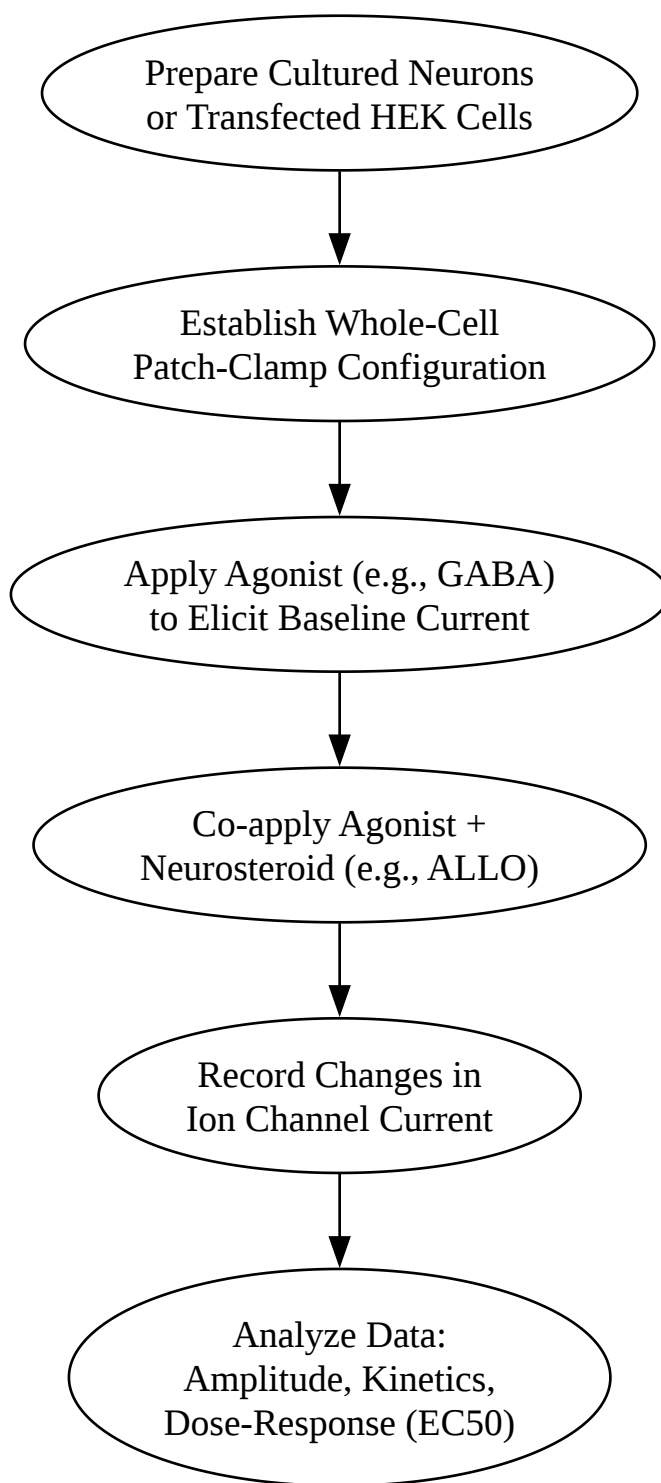 Prepare Cultured Neurons
or Transfected HEK Cells
Establish Whole-Cell
Patch-Clamp Configuration
Apply Agonist (e.g., GABA)
to Elicit Baseline Current
Co-apply Agonist +
Neurosteroid (e.g., ALLO)
Record Changes in
Ion Channel Current
Analyze Data:
Amplitude, Kinetics,
Dose-Response (EC50)